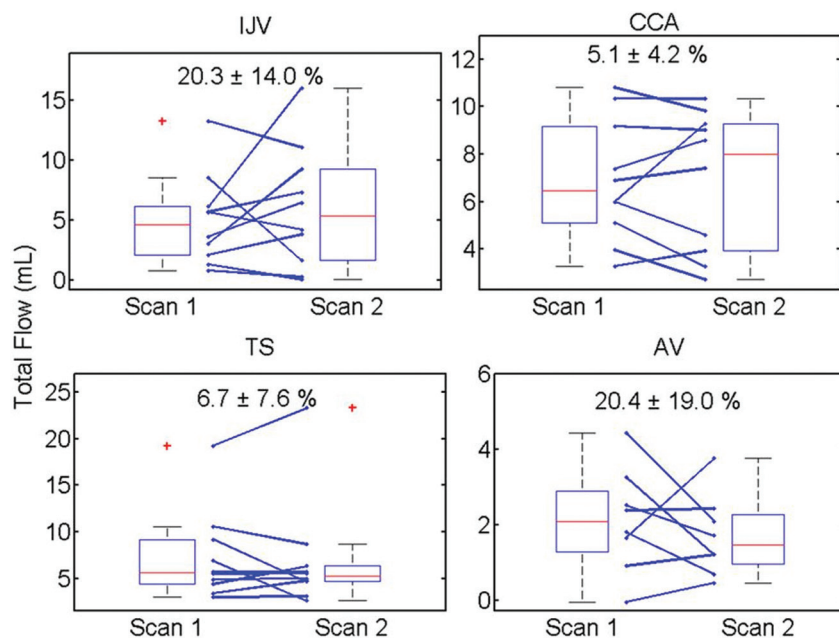 IJV
20.3 ± 14.0 %
15
10
5
0
Scan 1 Scan 2
CCA
5.1 ± 4.2 %
12
10
8
6
4
Scan 1 Scan 2
Total Flow (mL)
TS
6.7 ± 7.6 %
25
20
15
10
5
Scan 1 Scan 2
AV
20.4 ± 19.0 %
6
4
2
0
Scan 1 Scan 2